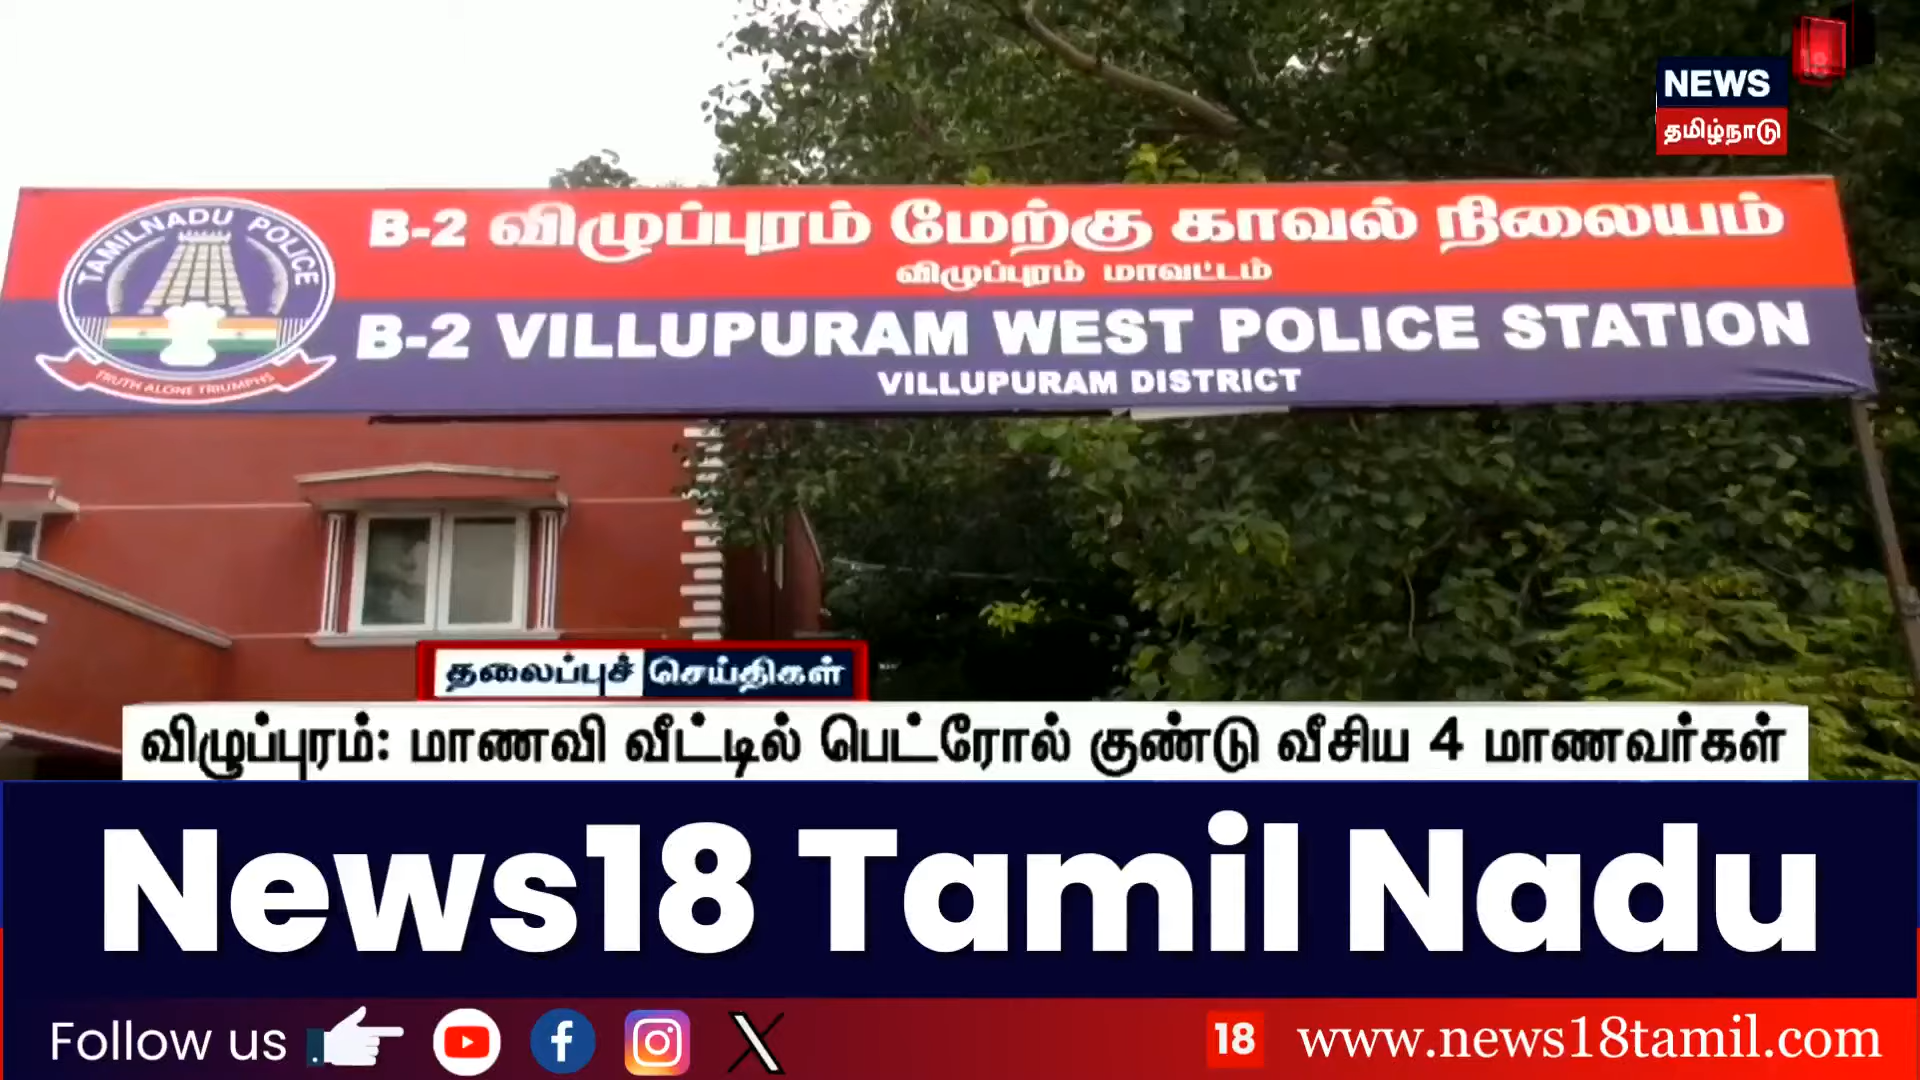 NEWS
தமிழ்நாடு
TAMILNADU POLICE
TRUTH ALONE TRIUMPHS
B-2 விழுப்புரம் மேற்கு காவல் நிலையம்
விழுப்புரம் மாவட்டம்
B-2 VILLUPURAM WEST POLICE STATION
VILLUPURAM DISTRICT
தலைப்புச் செய்திகள்
விழுப்புரம்: மாணவி வீட்டில் பெட்ரோல் குண்டு வீசிய 4 மாணவர்கள்
News18 Tamil Nadu
Follow us
18 www.news18tamil.com